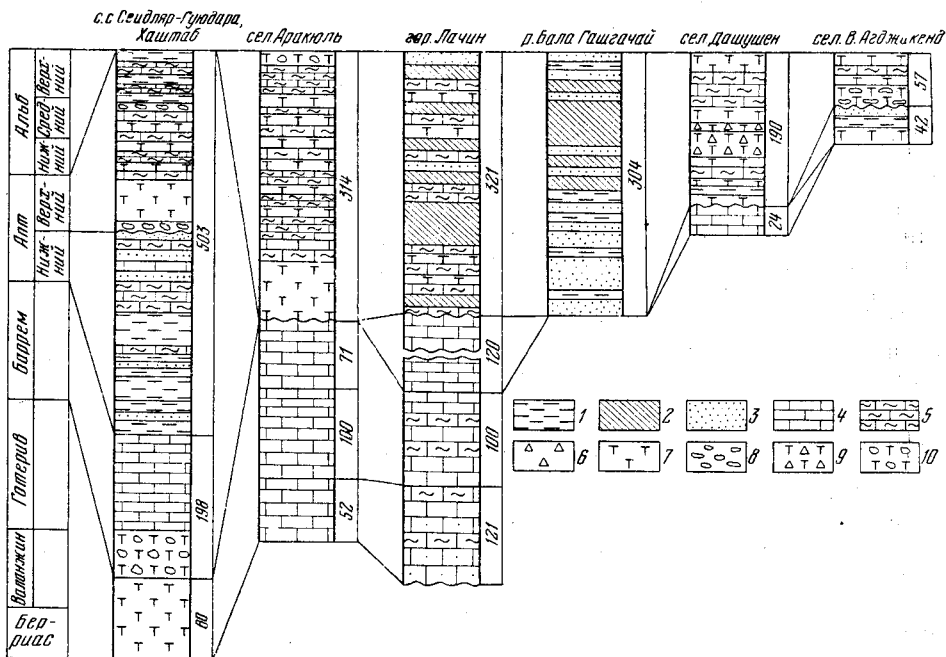 с.с Сеидляр-Гуюдара,
Хаштаб
сел. Аракюль
гор. Лачин
р. Бала Гашгачай
сел. Дашушен
сел. В. Агджикенд
Альб
Верх-
ний
Сред-
ний
Ниж-
ний
Апт
Верх-
ний
Ниж-
ний
Баррем
Готерив
Валанжин
Бер-
риас
503
198
80
314
71
100
52
321
120
100
121
304
190
24
57
42
1
2
3
4
5
6
7
8
9
10